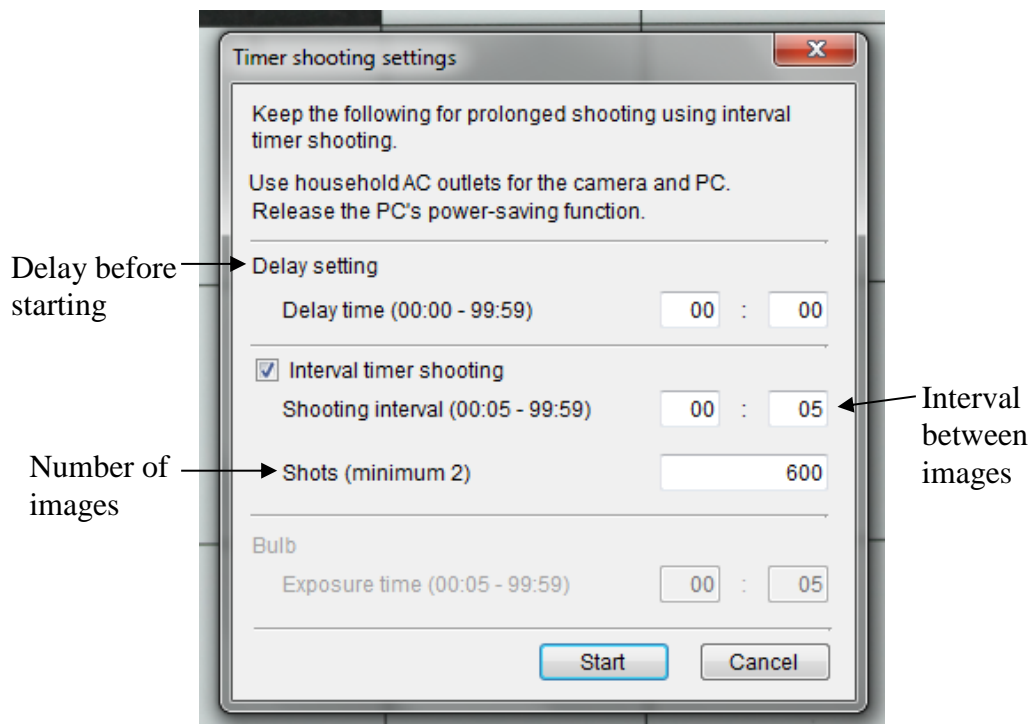 Timer shooting settings
Keep the following for prolonged shooting using interval
timer shooting.
Use household AC outlets for the camera and PC.
Release the PC's power-saving function.
Delay before
starting
Delay setting
Delay time (00:00 - 99:59) 00 : 00
Interval timer shooting
Shooting interval (00:05 - 99:59) 00 : 05
Interval
between
images
Number of
images
Shots (minimum 2) 600
Bulb
Exposure time (00:05 - 99:59) 00 : 05
Start Cancel